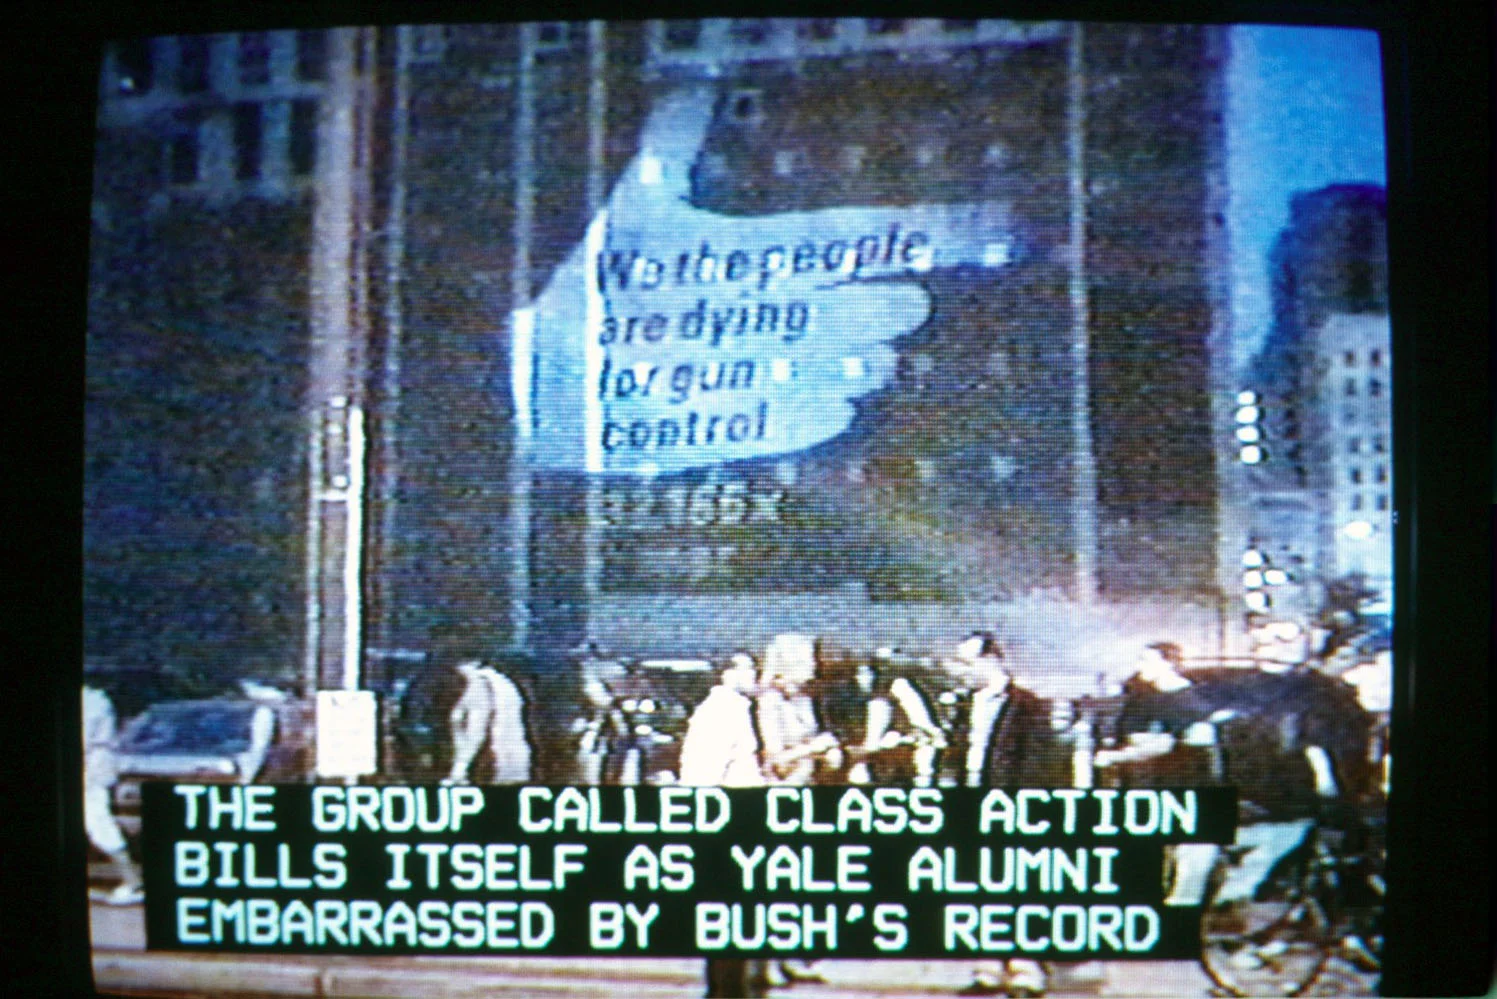 We the people
are dying
for gun
control
THE GROUP CALLED CLASS ACTION
BILLS ITSELF AS YALE ALUMNI
EMBARRASSED BY BUSH'S RECORD